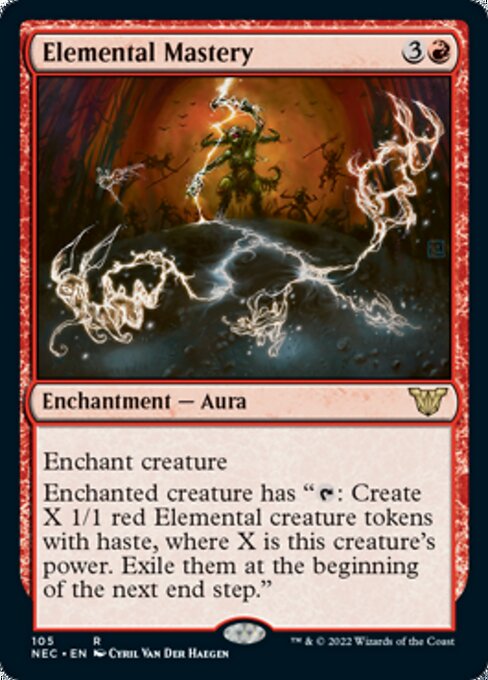 Elemental Mastery 3
Enchantment — Aura
Enchant creature
Enchanted creature has “: Create
X 1/1 red Elemental creature tokens
with haste, where X is this creature’s
power. Exile them at the beginning
of the next end step.”
105 R
NEC • EN Cyril Van Der Haegen
™ & © 2022 Wizards of the Coast